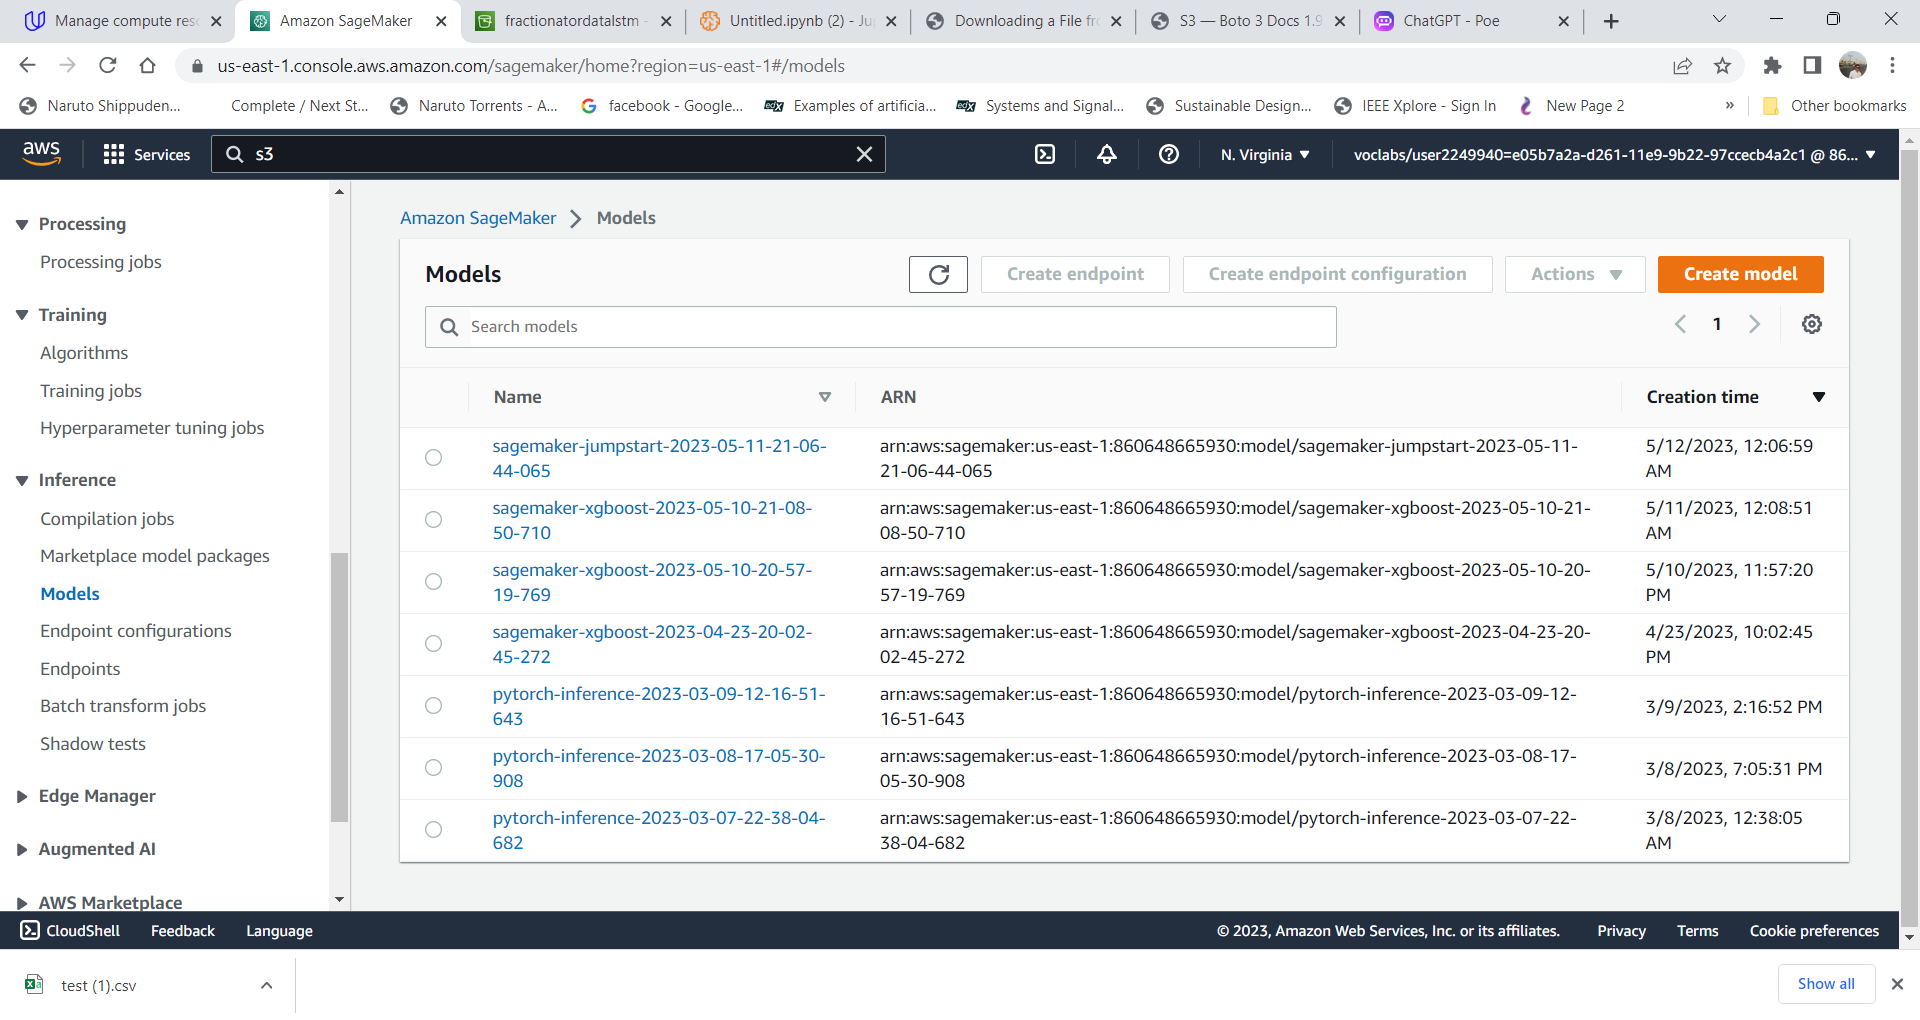 Manage compute reso
Amazon SageMaker
fractionatordatalstm -
Untitled.ipynb (2) - Ju
Downloading a File fr
S3 — Boto 3 Docs 1.9
ChatGPT - Poe
us-east-1.console.aws.amazon.com/sagemaker/home?region=us-east-1#/models
Naruto Shippuden...
Complete / Next St...
Naruto Torrents - A...
facebook - Google...
Examples of artificia...
Systems and Signal...
Sustainable Design...
IEEE Xplore - Sign In
New Page 2
»
Other bookmarks
aws
Services
s3
N. Virginia
voclabs/user2249940=e05b7a2a-d261-11e9-9b22-97ccecb4a2c1 @ 86...
Processing
Processing jobs
Training
Algorithms
Training jobs
Hyperparameter tuning jobs
Inference
Compilation jobs
Marketplace model packages
Models
Endpoint configurations
Endpoints
Batch transform jobs
Shadow tests
Edge Manager
Augmented AI
AWS Marketplace
Amazon SageMaker > Models
Models
Create endpoint
Create endpoint configuration
Actions
Create model
Search models
1
Name
ARN
Creation time
sagemaker-jumpstart-2023-05-11-21-06-
44-065
arn:aws:sagemaker:us-east-1:860648665930:model/sagemaker-jumpstart-2023-05-11-
21-06-44-065
5/12/2023, 12:06:59
AM
sagemaker-xgboost-2023-05-10-21-08-
50-710
arn:aws:sagemaker:us-east-1:860648665930:model/sagemaker-xgboost-2023-05-10-21-
08-50-710
5/11/2023, 12:08:51
AM
sagemaker-xgboost-2023-05-10-20-57-
19-769
arn:aws:sagemaker:us-east-1:860648665930:model/sagemaker-xgboost-2023-05-10-20-
57-19-769
5/10/2023, 11:57:20
PM
sagemaker-xgboost-2023-04-23-20-02-
45-272
arn:aws:sagemaker:us-east-1:860648665930:model/sagemaker-xgboost-2023-04-23-20-
02-45-272
4/23/2023, 10:02:45
PM
pytorch-inference-2023-03-09-12-16-51-
643
arn:aws:sagemaker:us-east-1:860648665930:model/pytorch-inference-2023-03-09-12-
16-51-643
3/9/2023, 2:16:52 PM
pytorch-inference-2023-03-08-17-05-30-
908
arn:aws:sagemaker:us-east-1:860648665930:model/pytorch-inference-2023-03-08-17-
05-30-908
3/8/2023, 7:05:31 PM
pytorch-inference-2023-03-07-22-38-04-
682
arn:aws:sagemaker:us-east-1:860648665930:model/pytorch-inference-2023-03-07-22-
38-04-682
3/8/2023, 12:38:05
AM
CloudShell
Feedback
Language
© 2023, Amazon Web Services, Inc. or its affiliates.
Privacy
Terms
Cookie preferences
test (1).csv
Show all